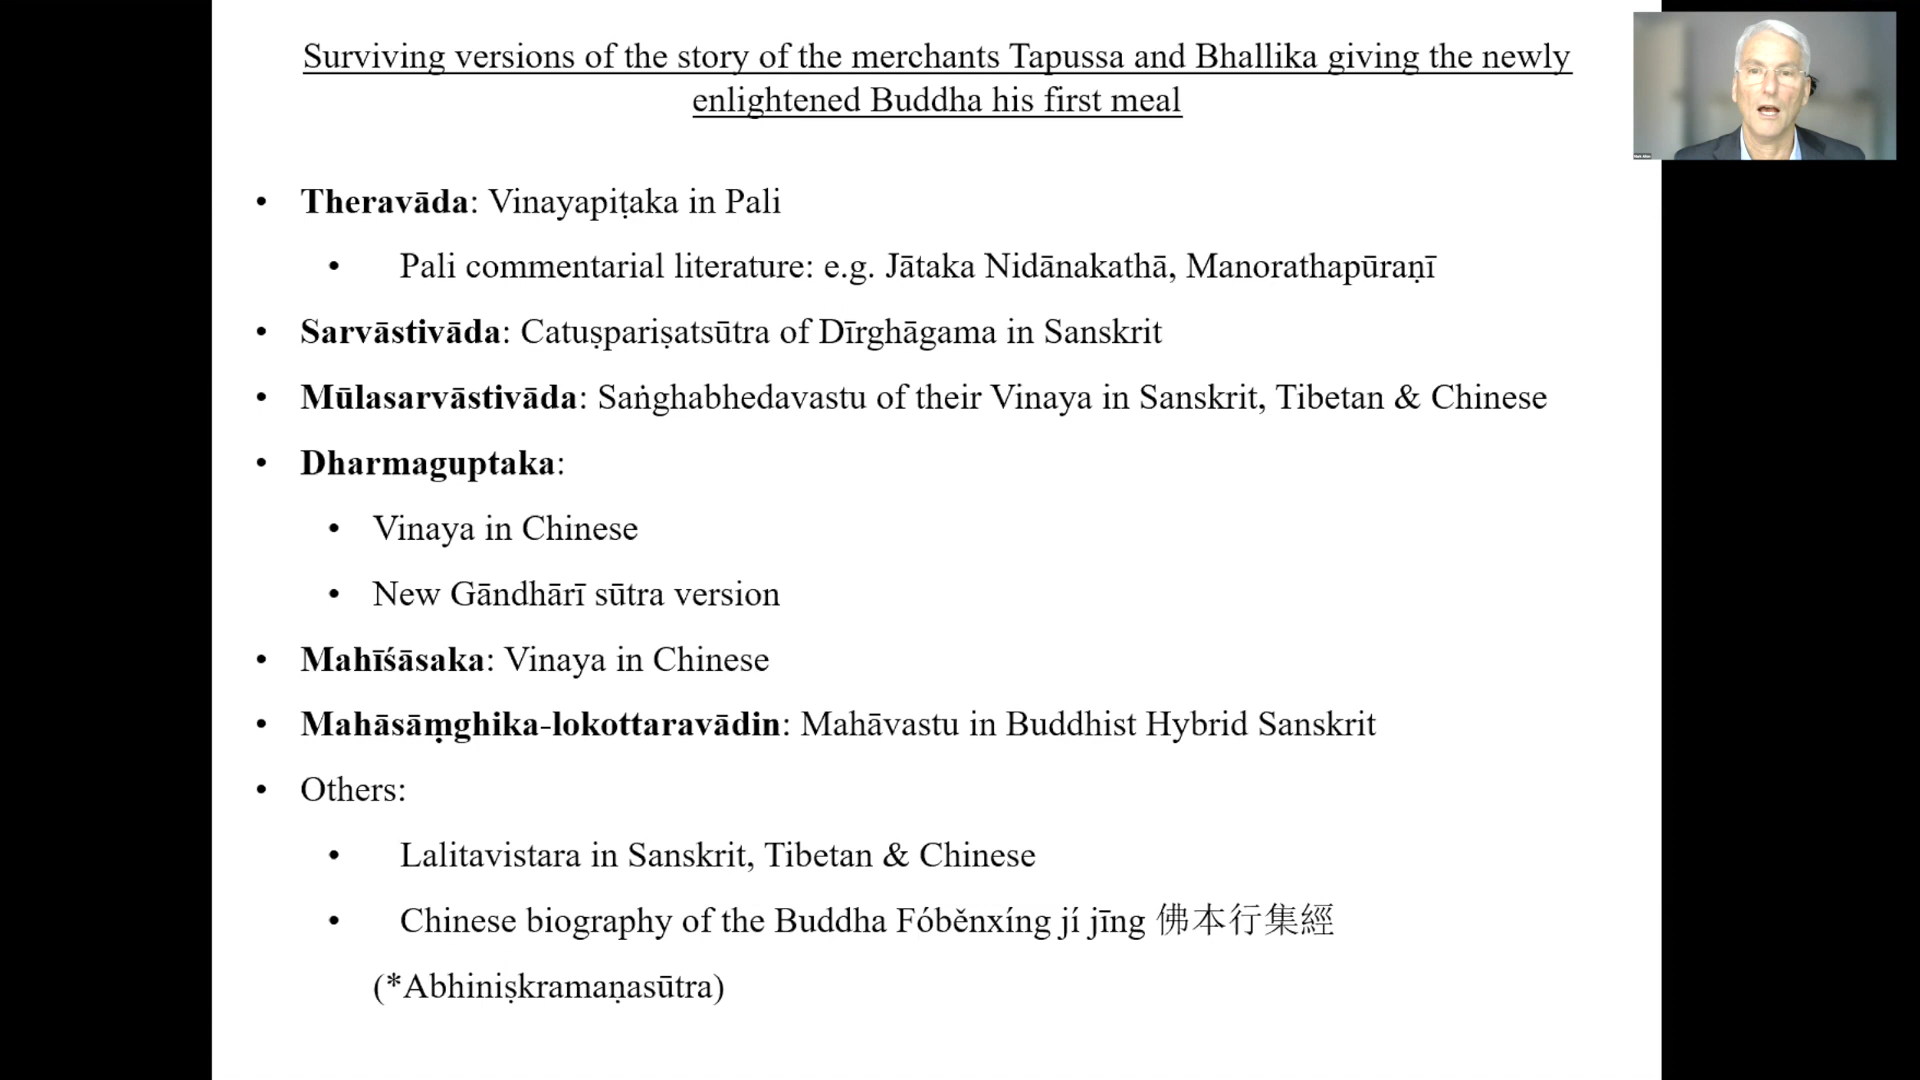 Surviving versions of the story of the merchants Tapussa and Bhallika giving the newly
enlightened Buddha his first meal
• Theravāda: Vinayapiṭaka in Pali
• Pali commentarial literature: e.g. Jātaka Nidānakathā, Manorathapūraṇī
• Sarvāstivāda: Catuṣpariṣatsūtra of Dīrghāgama in Sanskrit
• Mūlasarvāstivāda: Saṅghabhedavastu of their Vinaya in Sanskrit, Tibetan & Chinese
• Dharmaguptaka:
• Vinaya in Chinese
• New Gāndhārī sūtra version
• Mahīśāsaka: Vinaya in Chinese
• Mahāsāṃghika-lokottaravādin: Mahāvastu in Buddhist Hybrid Sanskrit
• Others:
• Lalitavistara in Sanskrit, Tibetan & Chinese
• Chinese biography of the Buddha Fóběnxíng jí jīng 佛本行集經
(*Abhiniṣkramaṇasūtra)